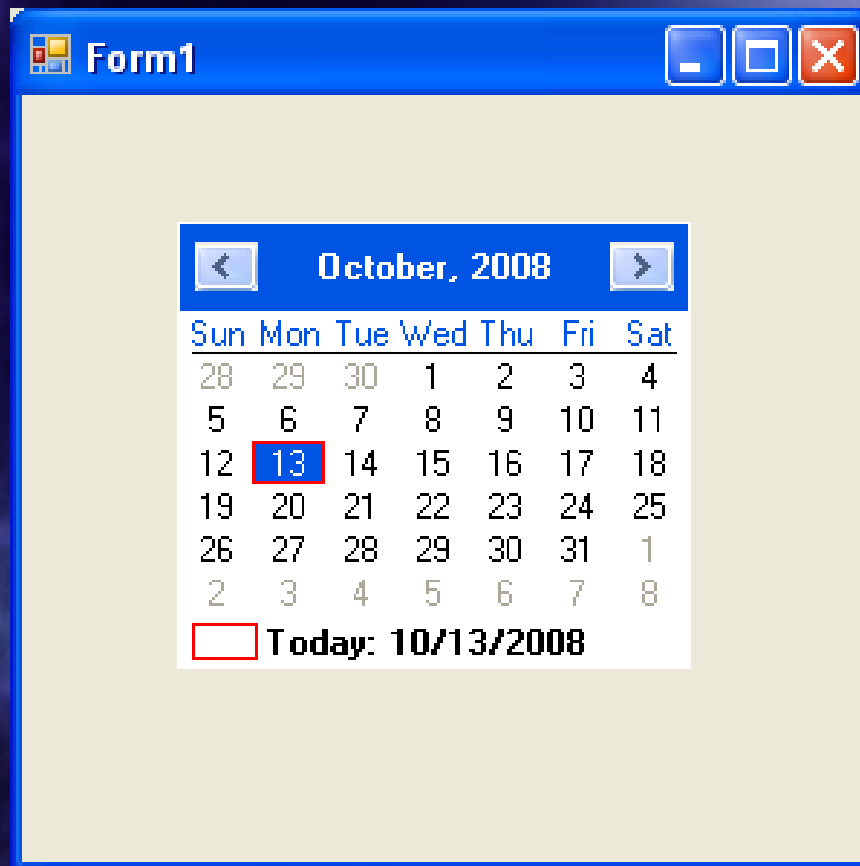 Form1
October, 2008
Sun Mon Tue Wed Thu Fri Sat
28 29 30 1 2 3 4
5 6 7 8 9 10 11
12 13 14 15 16 17 18
19 20 21 22 23 24 25
26 27 28 29 30 31 1
2 3 4 5 6 7 8
Today: 10/13/2008